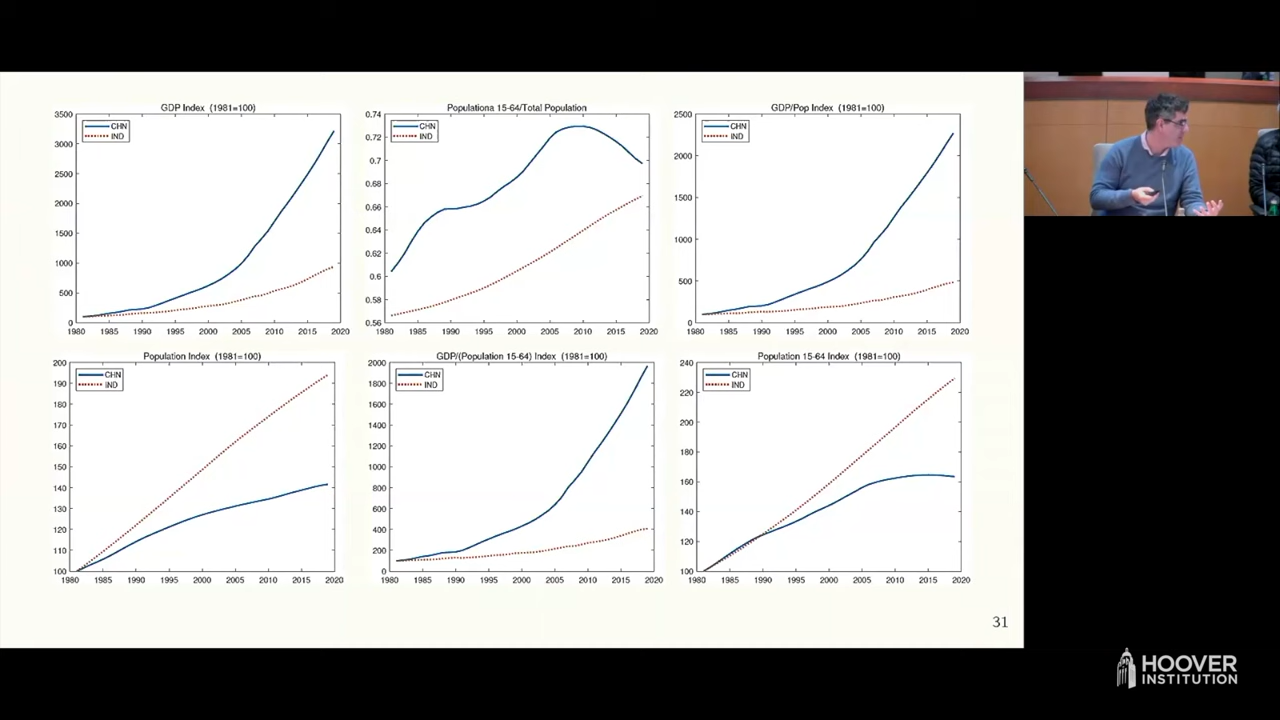 GDP Index (1981=100)
3500
3000
2500
2000
1500
1000
500
0
CHN
IND
1980 1985 1990 1995 2000 2005 2010 2015 2020
Populationa 15-64/Total Population
0.74
0.72
0.7
0.68
0.66
0.64
0.62
0.6
0.58
0.56
CHN
IND
1980 1985 1990 1995 2000 2005 2010 2015 2020
GDP/Pop Index (1981=100)
2500
2000
1500
1000
500
0
CHN
IND
1980 1985 1990 1995 2000 2005 2010 2015 2020
Population Index (1981=100)
200
190
180
170
160
150
140
130
120
110
100
CHN
IND
1980 1985 1990 1995 2000 2005 2010 2015 2020
GDP/(Population 15-64) Index (1981=100)
2000
1800
1600
1400
1200
1000
800
600
400
200
0
CHN
IND
1980 1985 1990 1995 2000 2005 2010 2015 2020
Population 15-64 Index (1981=100)
240
220
200
180
160
140
120
100
CHN
IND
1980 1985 1990 1995 2000 2005 2010 2015 2020
31
HOOVER
INSTITUTION